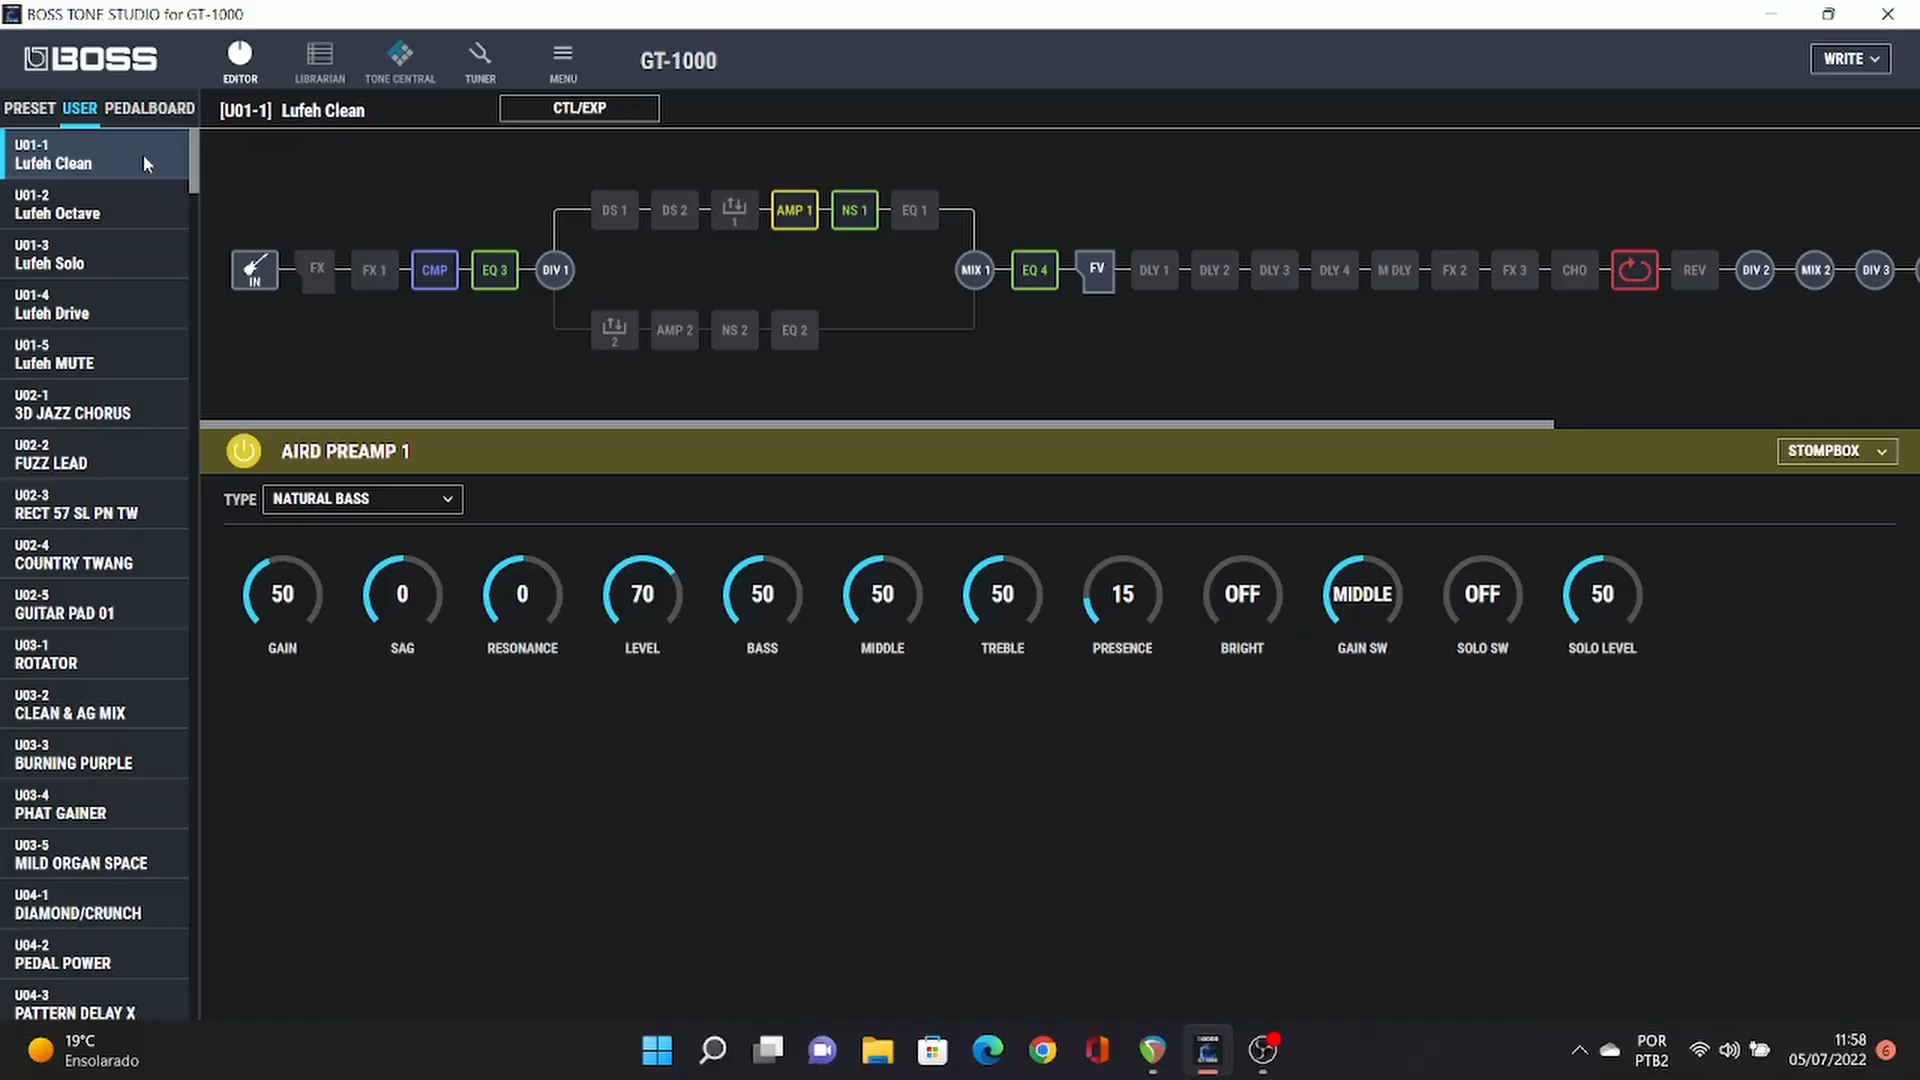 BOSS TONE STUDIO for GT-1000
BOSS
EDITOR
LIBRARIAN
TONE CENTRAL
TUNER
MENU
GT-1000
WRITE
PRESET USER PEDALBOARD
[U01-1] Lufeh Clean
CTL/EXP
U01-1
Lufeh Clean
U01-2
Lufeh Octave
U01-3
Lufeh Solo
U01-4
Lufeh Drive
U01-5
Lufeh MUTE
U02-1
3D JAZZ CHORUS
U02-2
FUZZ LEAD
U02-3
RECT 57 SL PN TW
U02-4
COUNTRY TWANG
U02-5
GUITAR PAD 01
U03-1
ROTATOR
U03-2
CLEAN & AG MIX
U03-3
BURNING PURPLE
U03-4
PHAT GAINER
U03-5
MILD ORGAN SPACE
U04-1
DIAMOND/CRUNCH
U04-2
PEDAL POWER
U04-3
PATTERN DELAY X
DS 1 DS 2 1 AMP 1 NS 1 EQ 1
IN FX FX 1 CMP EQ 3 DIV 1 MIX 1 EQ 4 FV DLY 1 DLY 2 DLY 3 DLY 4 M DLY FX 2 FX 3 CHO REV DIV 2 MIX 2 DIV 3
2 AMP 2 NS 2 EQ 2
AIRD PREAMP 1
STOMPBOX
TYPE NATURAL BASS
50 0 0 70 50 50 50 15 OFF MIDDLE OFF 50
GAIN SAG RESONANCE LEVEL BASS MIDDLE TREBLE PRESENCE BRIGHT GAIN SW SOLO SW SOLO LEVEL
19°C
Ensolarado
POR
PTB2
11:58
05/07/2022
6